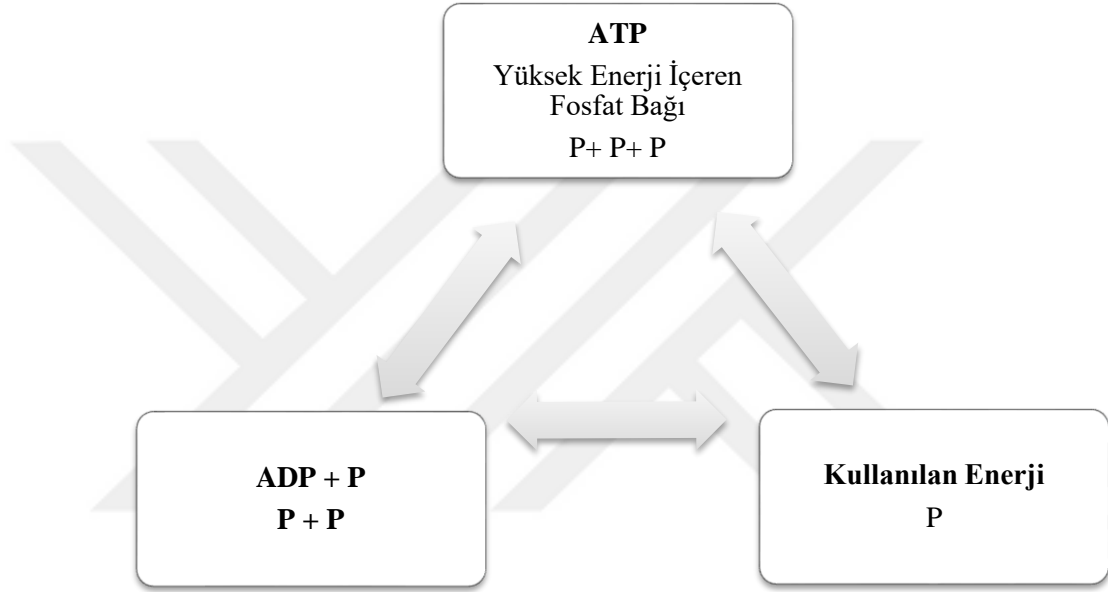 ATP
Yüksek Enerji İçeren
Fosfat Bağı
P+ P+ P
ADP + P
P + P
Kullanılan Enerji
P